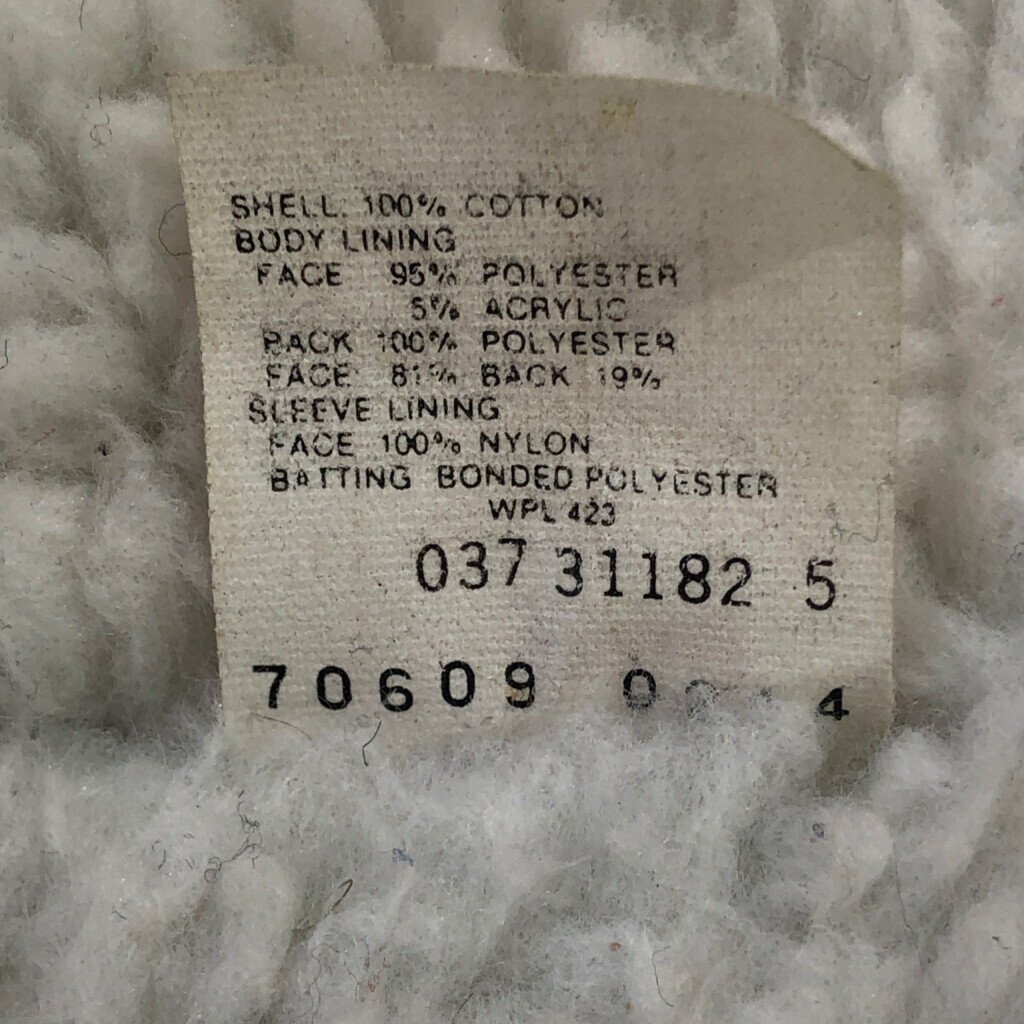 SHELL: 100% COTTON
BODY LINING
FACE 95% POLYESTER
5% ACRYLIC
BACK 100% POLYESTER
FACE: 81% BACK 19%
SLEEVE LINING
FACE 100% NYLON
BATTING BONDED POLYESTER
WPL 423
037 31182 5
70609